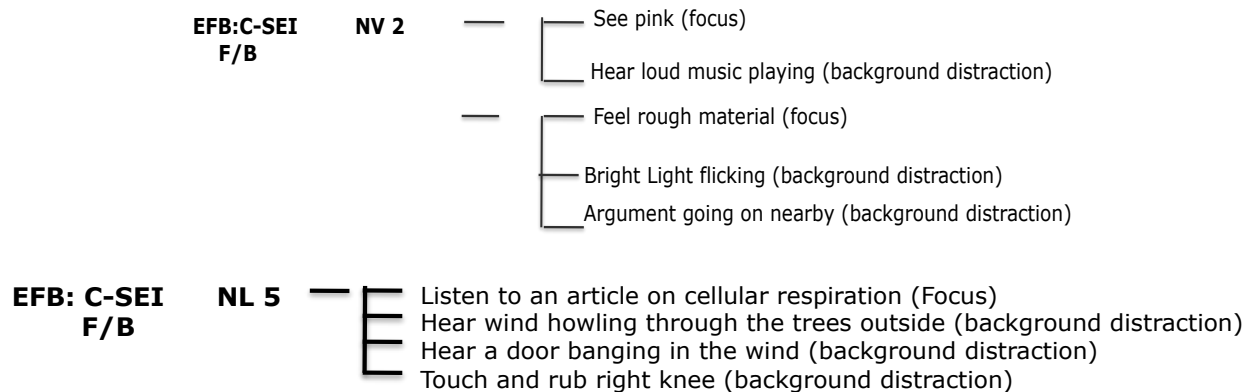 EFB:C-SEI NV 2 See pink (focus)
F/B
Hear loud music playing (background distraction)
Feel rough material (focus)
Bright Light flicking (background distraction)
Argument going on nearby (background distraction)
EFB: C-SEI NL 5 Listen to an article on cellular respiration (Focus)
F/B Hear wind howling through the trees outside (background distraction)
Hear a door banging in the wind (background distraction)
Touch and rub right knee (background distraction)